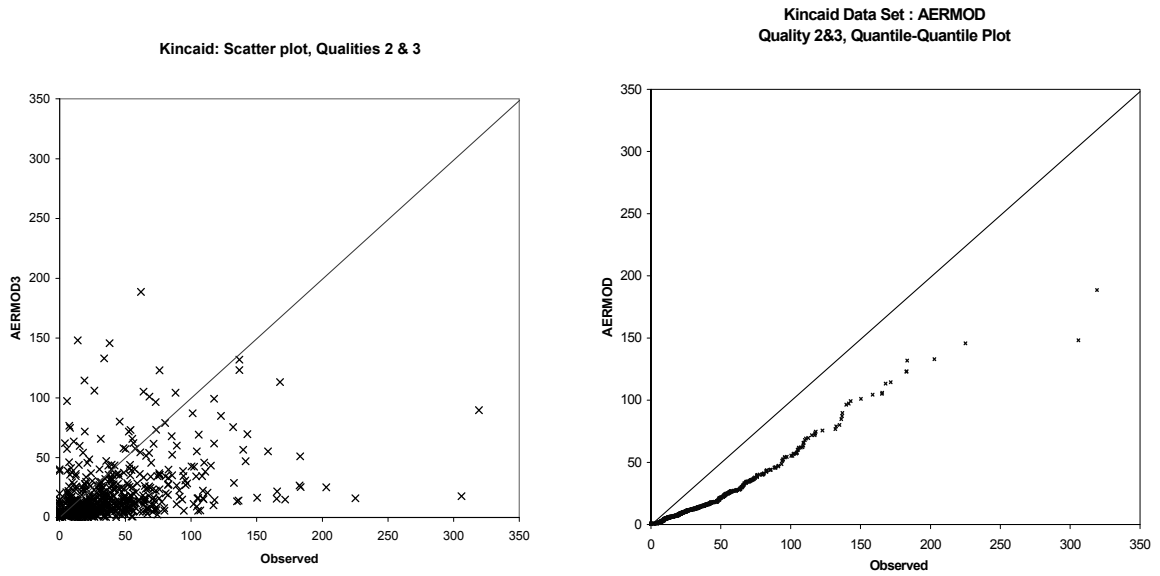 Kincaid: Scatter plot, Qualities 2 & 3
350
300
250
200
150
100
50
0
AERMOD3
0 50 100 150 200 250 300 350
Observed
Kincaid Data Set : AERMOD
Quality 2&3, Quantile-Quantile Plot
350
300
250
200
150
100
50
0
AERMOD
0 50 100 150 200 250 300 350
Observed